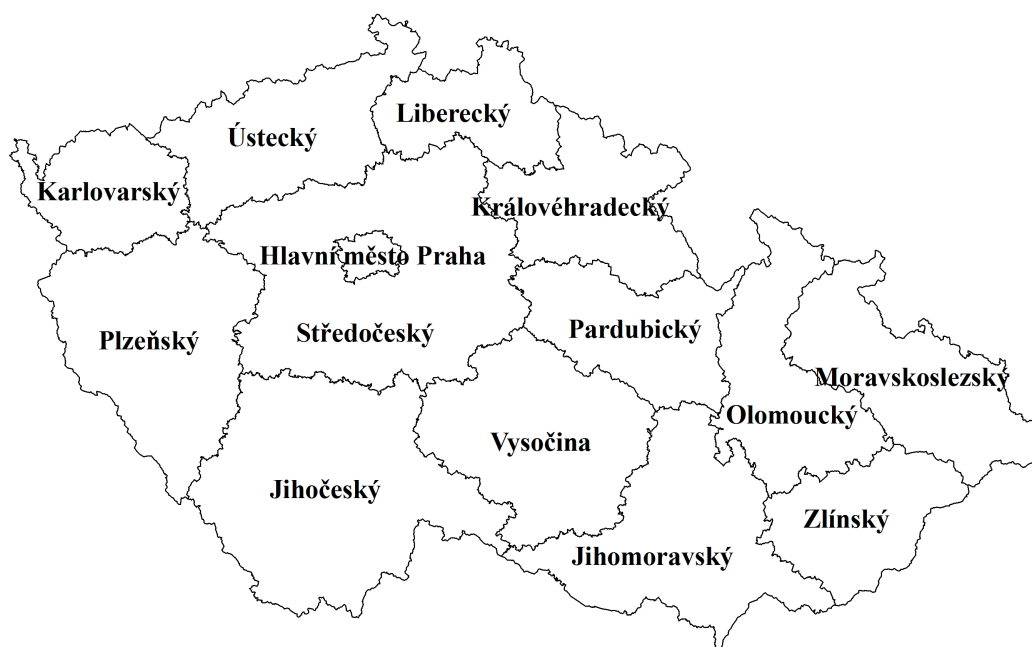 Liberecký
Ústecký
Karlovarský
Královéhradecký
Hlavní město Praha
Plzeňský
Středočeský
Pardubický
Moravskoslezský
Olomoucký
Vysočina
Jihočeský
Zlínský
Jihomoravský